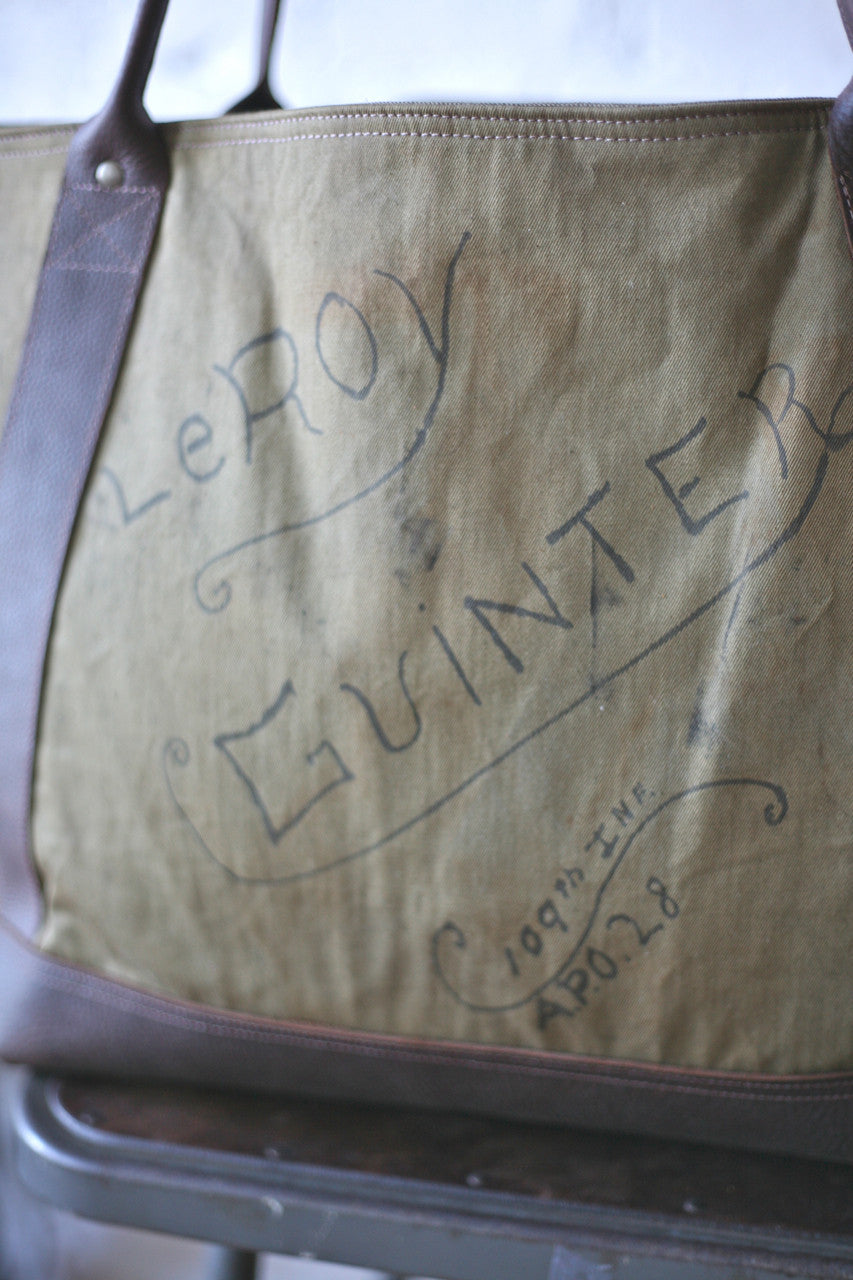 LeROY
GUiNTER
109th INF.
A.P.O. 28